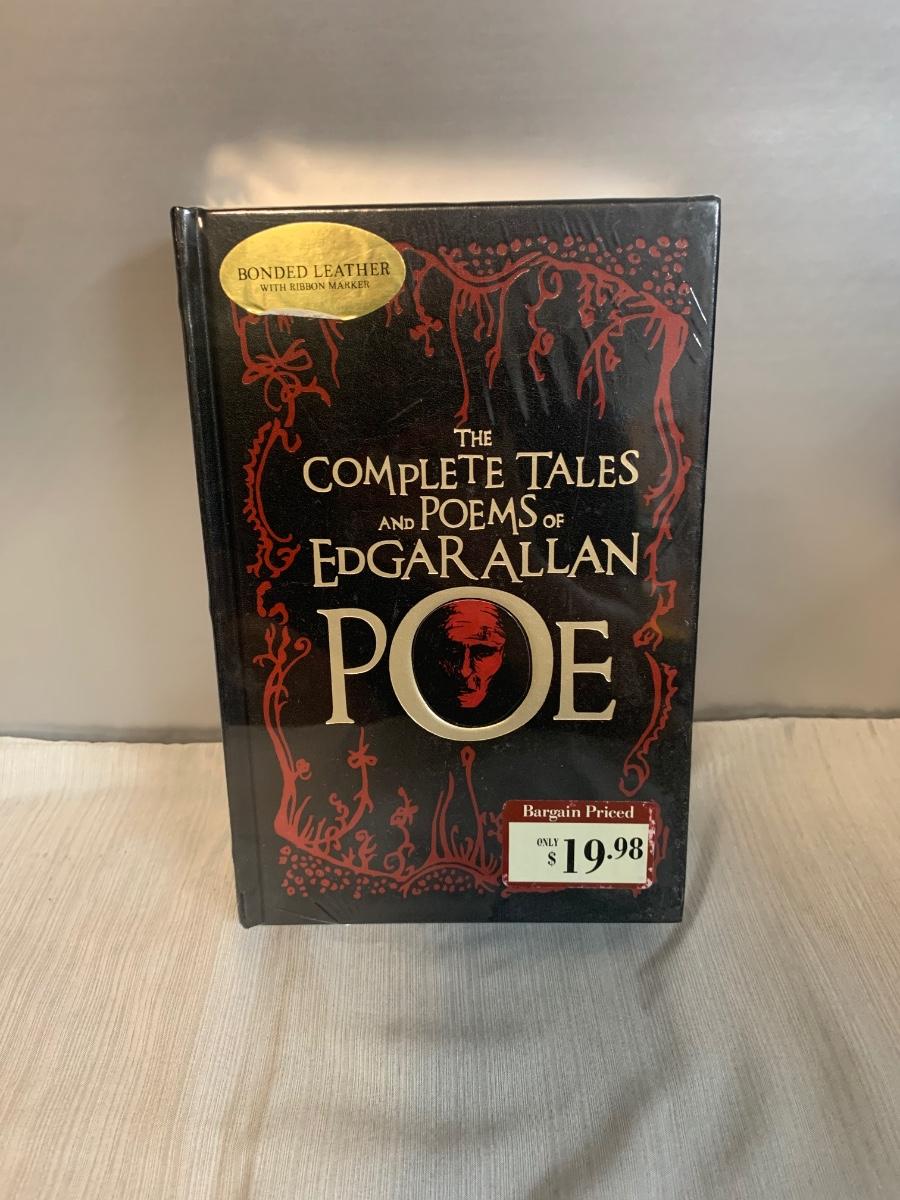 BONDED LEATHER
WITH RIBBON MARKER
THE
COMPLETE TALES
AND POEMS OF
EDGAR ALLAN
POE
Bargain Priced
ONLY
$19.98